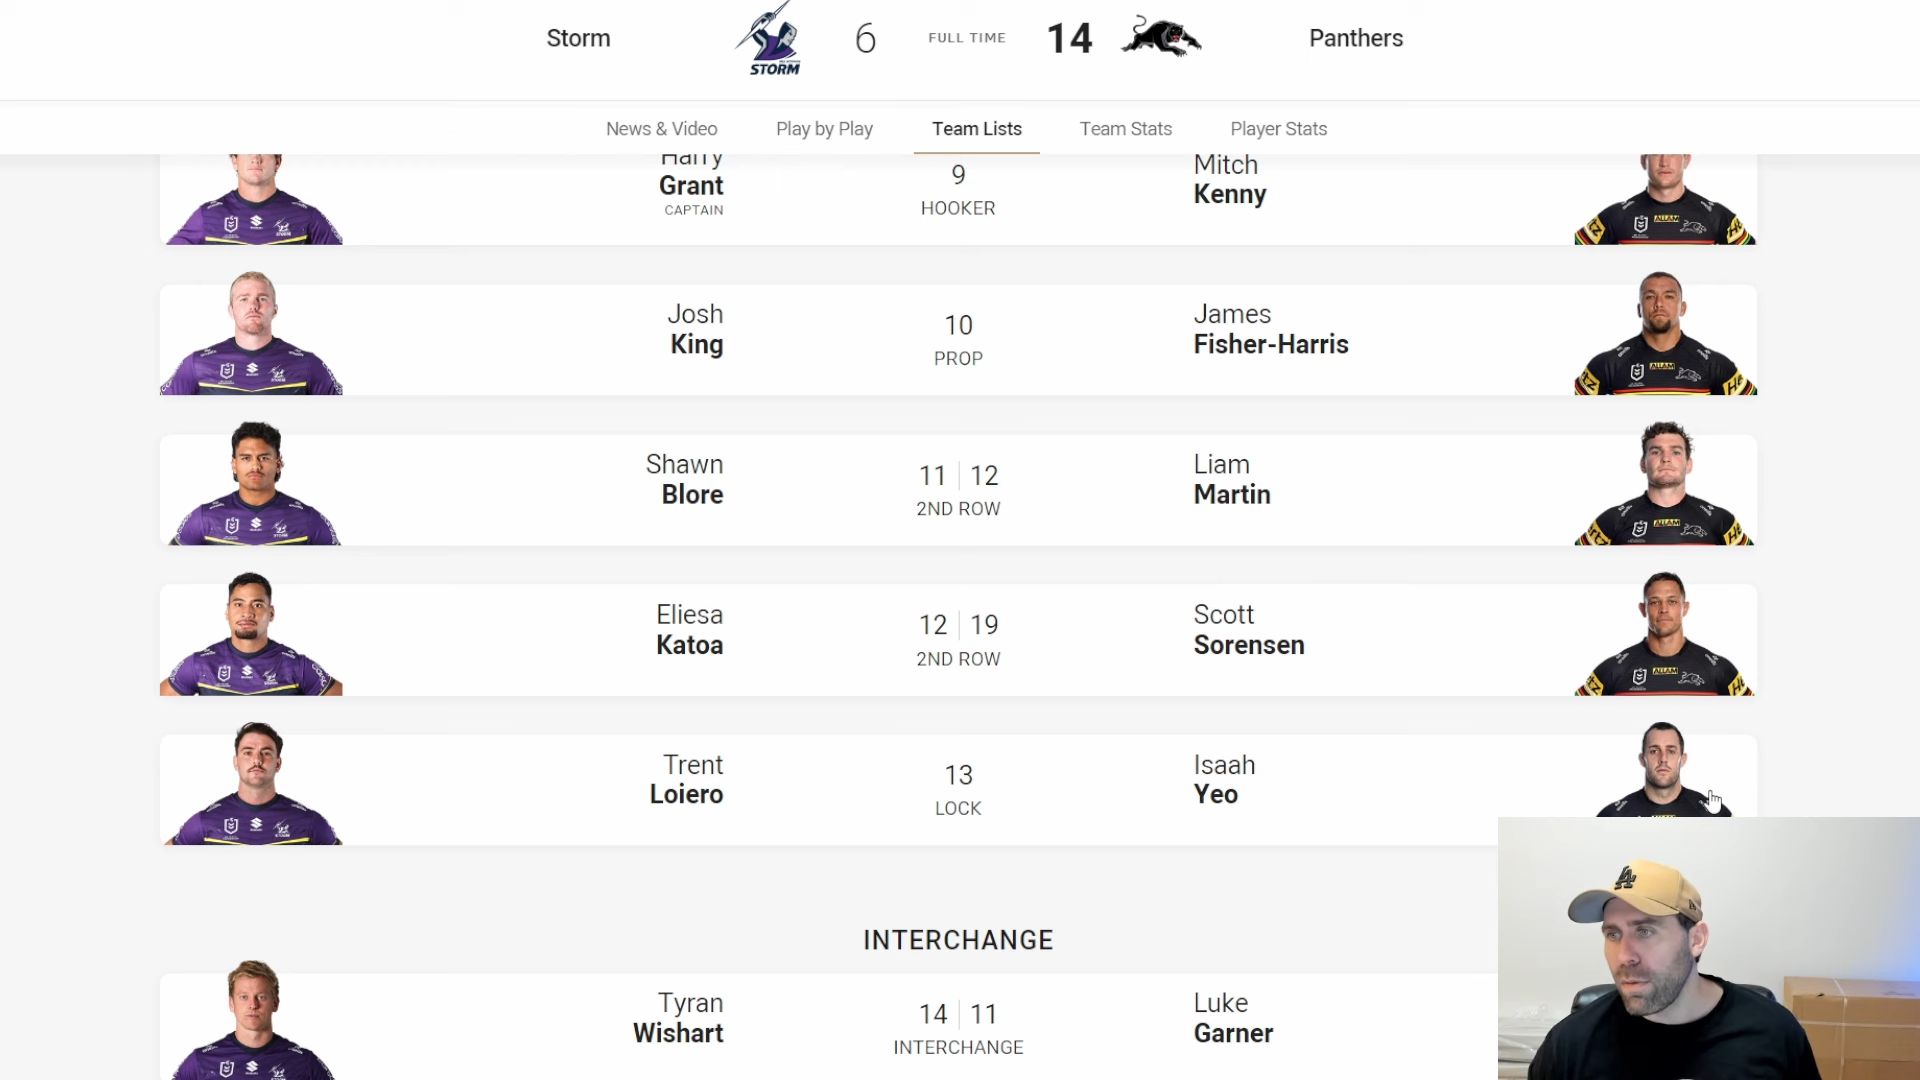 Storm
STORM
6
FULL TIME
14
Panthers
News & Video
Play by Play
Team Lists
Team Stats
Player Stats
Harry
Grant
CAPTAIN
9
HOOKER
Mitch
Kenny
Josh
King
10
PROP
James
Fisher-Harris
Shawn
Blore
11 | 12
2ND ROW
Liam
Martin
Eliesa
Katoa
12 | 19
2ND ROW
Scott
Sorensen
Trent
Loiero
13
LOCK
Isaah
Yeo
INTERCHANGE
Tyran
Wishart
14 | 11
INTERCHANGE
Luke
Garner
LA